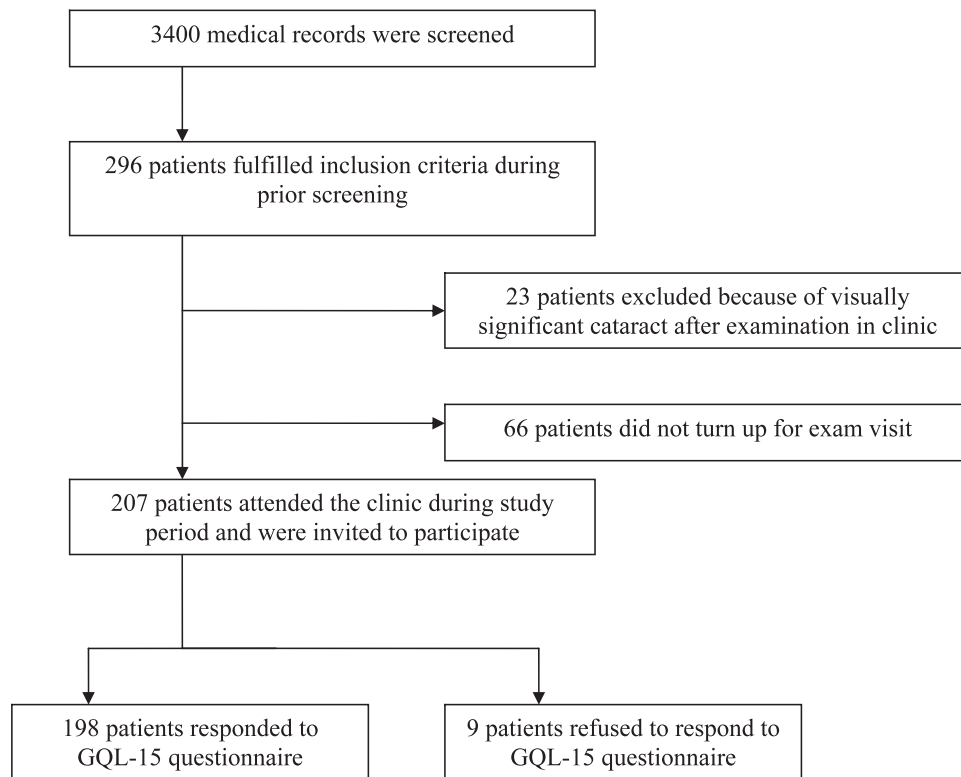 3400 medical records were screened
296 patients fulfilled inclusion criteria during
prior screening
23 patients excluded because of visually
significant cataract after examination in clinic
66 patients did not turn up for exam visit
207 patients attended the clinic during study
period and were invited to participate
198 patients responded to
GQL-15 questionnaire
9 patients refused to respond to
GQL-15 questionnaire